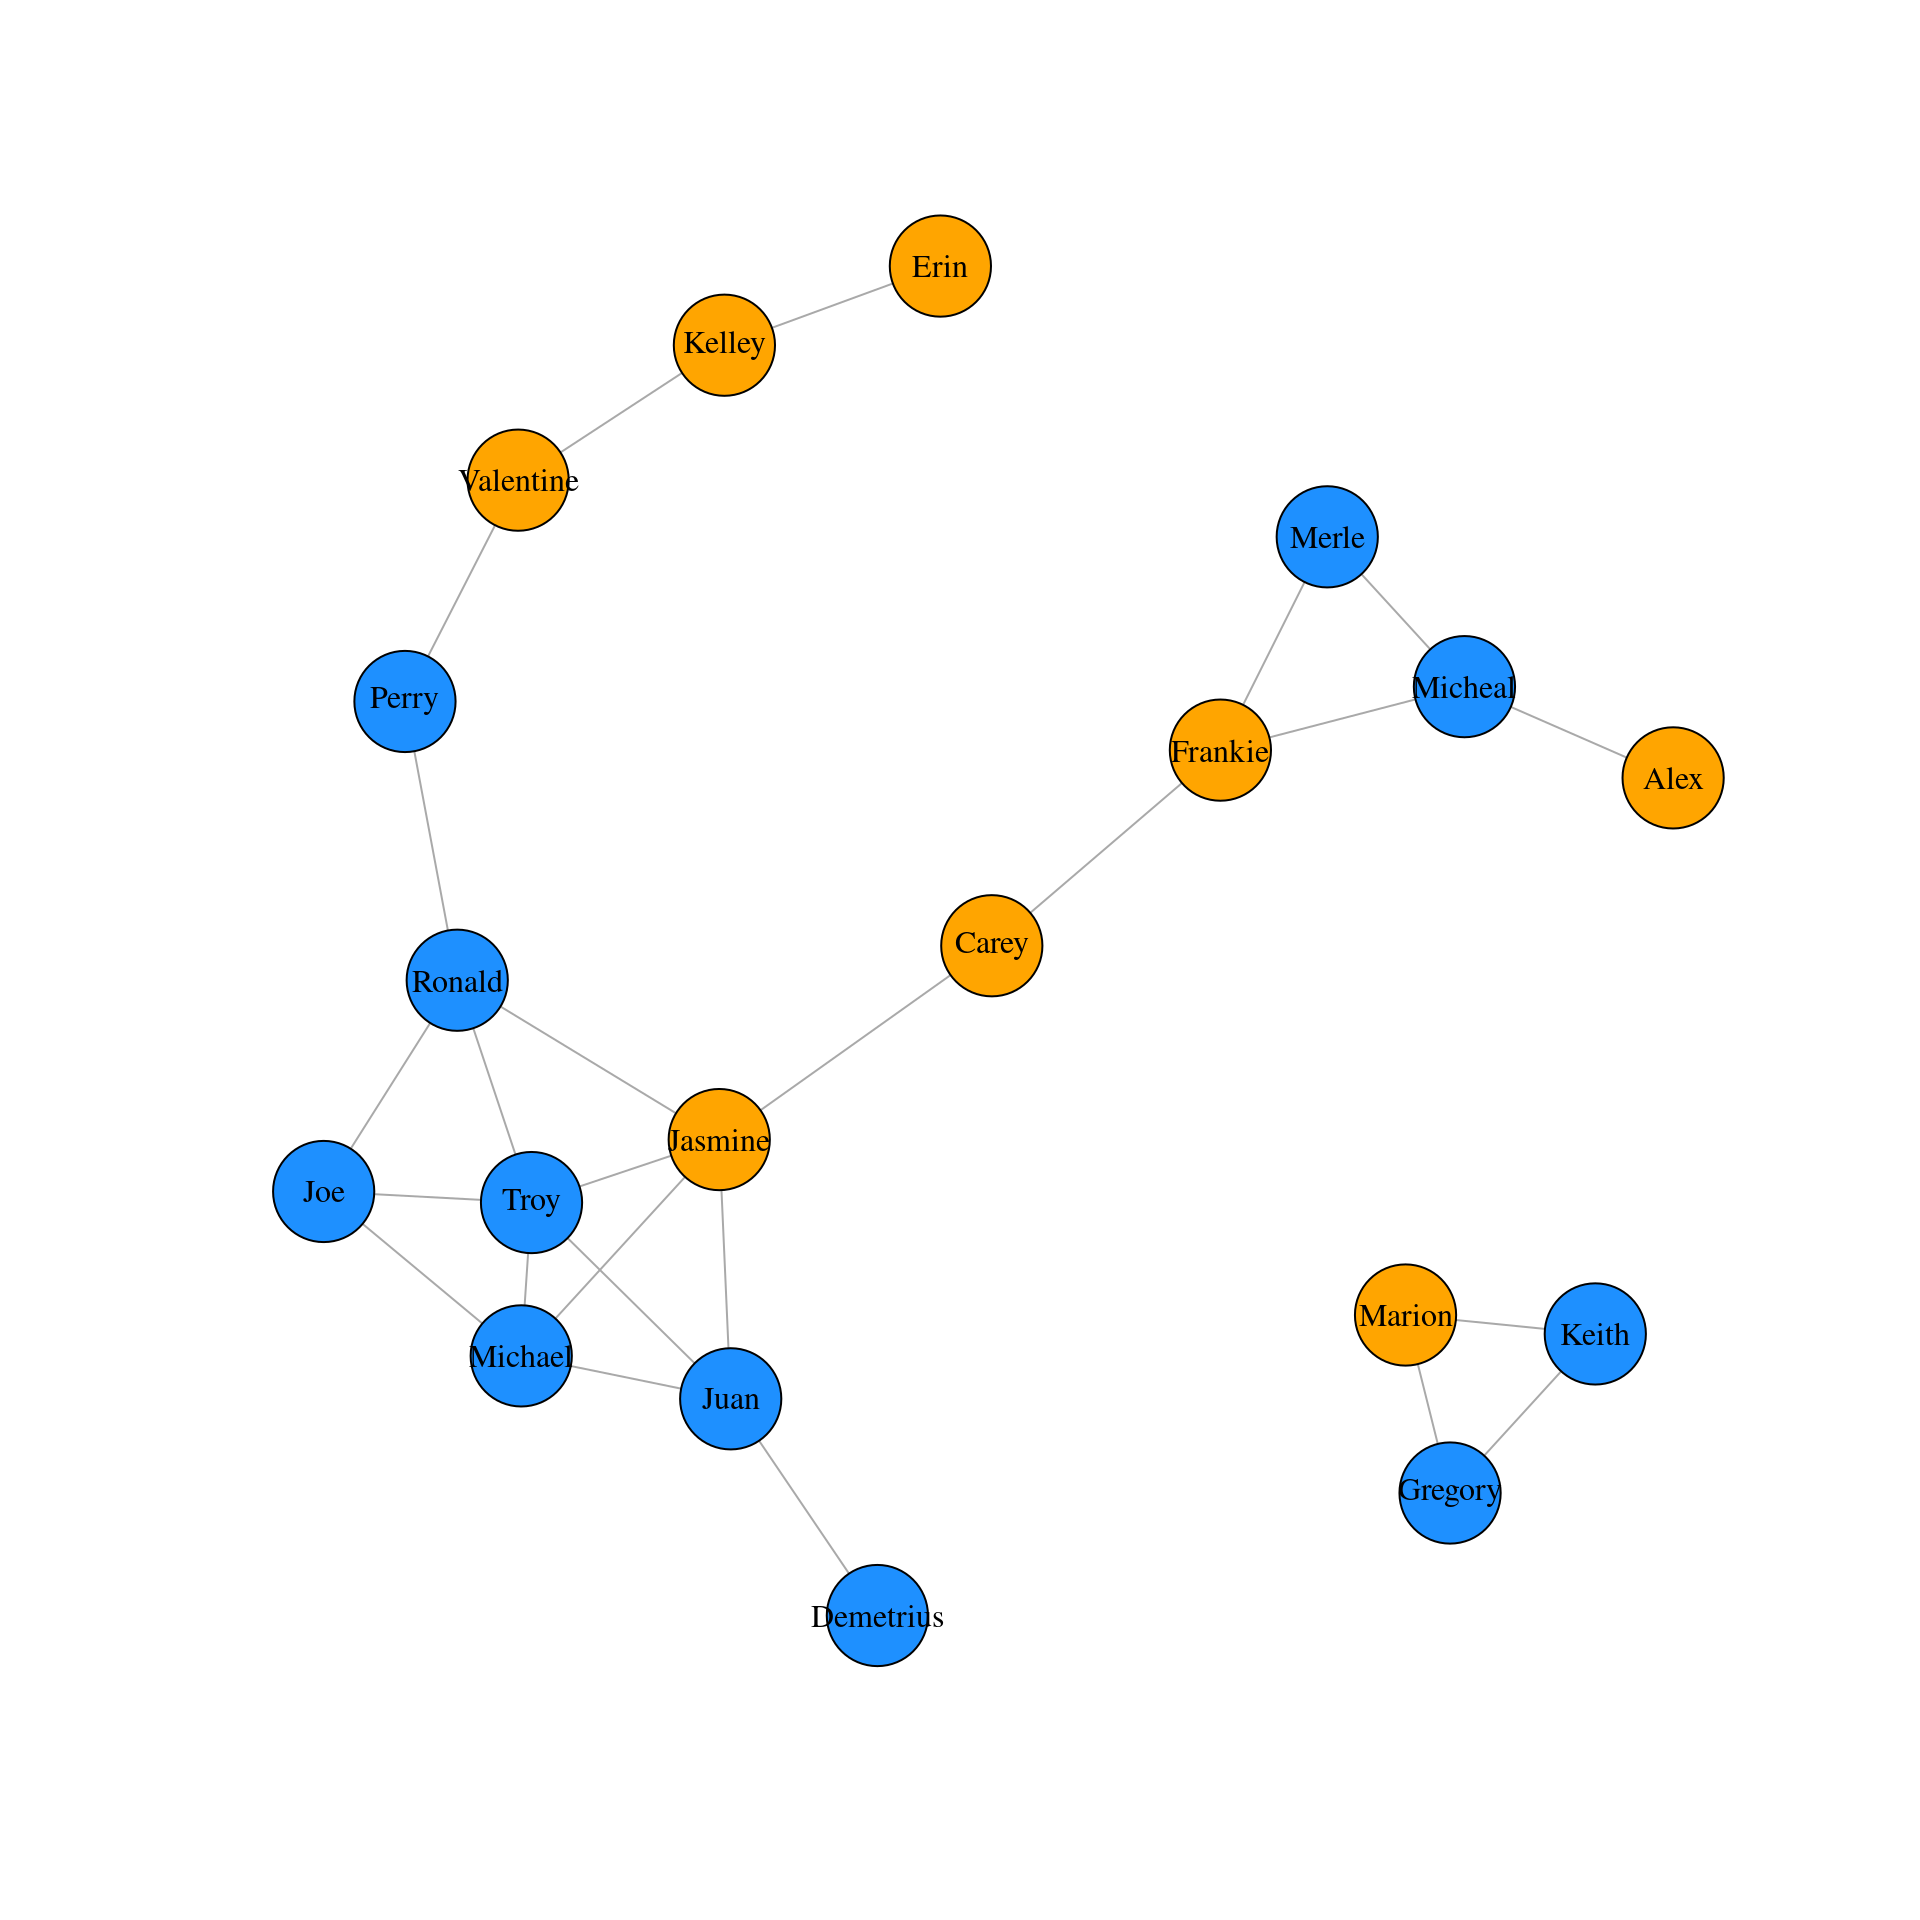 Erin
Kelley
Valentine
Merle
Micheal
Perry
Frankie
Alex
Carey
Ronald
Jasmine
Joe
Troy
Marion
Keith
Michael
Juan
Gregory
Demetrius